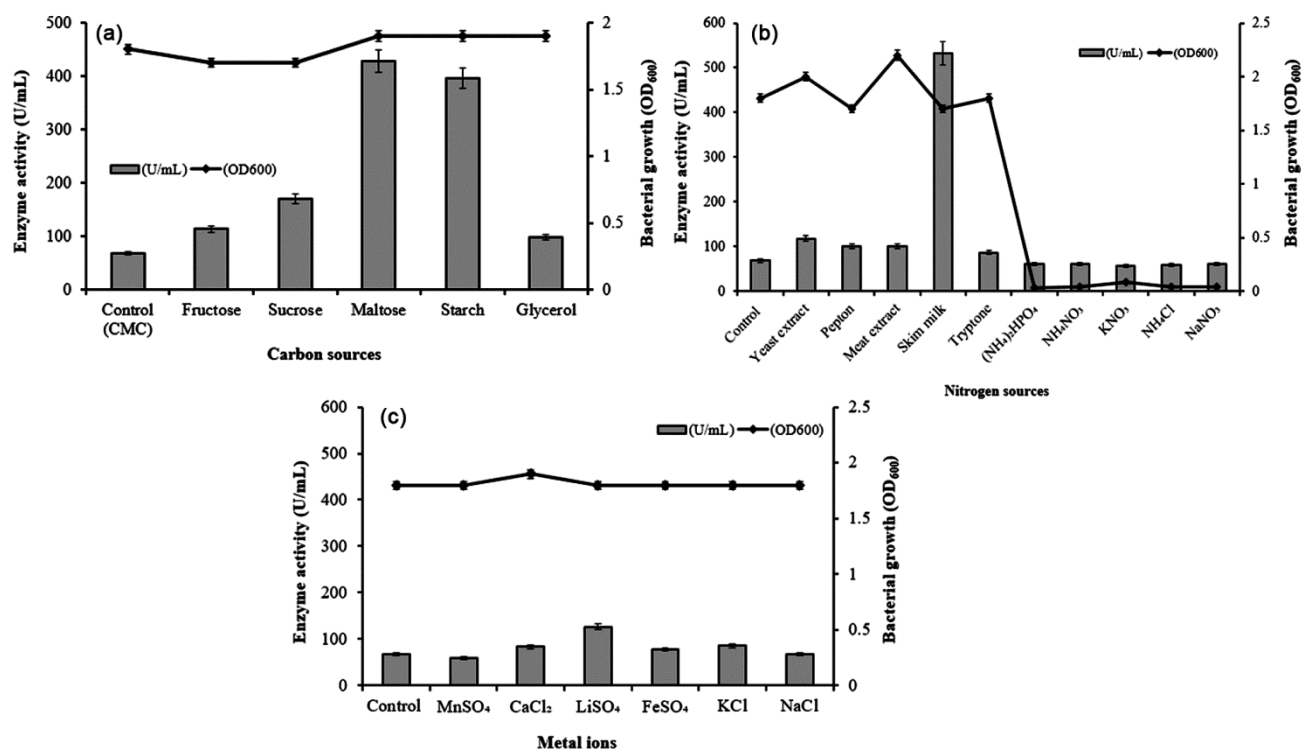 (a)
Enzyme activity (U/mL)
500
400
300
200
100
0
(U/mL) (OD600)
2
1.5
1
0.5
0
Bacterial growth (OD₆₀₀)
Control (CMC) Fructose Sucrose Maltose Starch Glycerol
Carbon sources
(b)
Enzyme activity (U/mL)
600
500
400
300
200
100
0
(U/mL) (OD600)
2.5
2
1.5
1
0.5
0
Bacterial growth (OD₆₀₀)
Control
Yeast extract
Pepton
Meat extract
Skim milk
Tryptone
(NH₄)₂HPO₄
NH₄NO₃
KNO₃
NH₄Cl
NaNO₃
Nitrogen sources
(c)
Enzyme activity (U/mL)
600
500
400
300
200
100
0
(U/mL) (OD600)
2.5
2
1.5
1
0.5
0
Bacterial growth (OD₆₀₀)
Control MnSO₄ CaCl₂ LiSO₄ FeSO₄ KCl NaCl
Metal ions